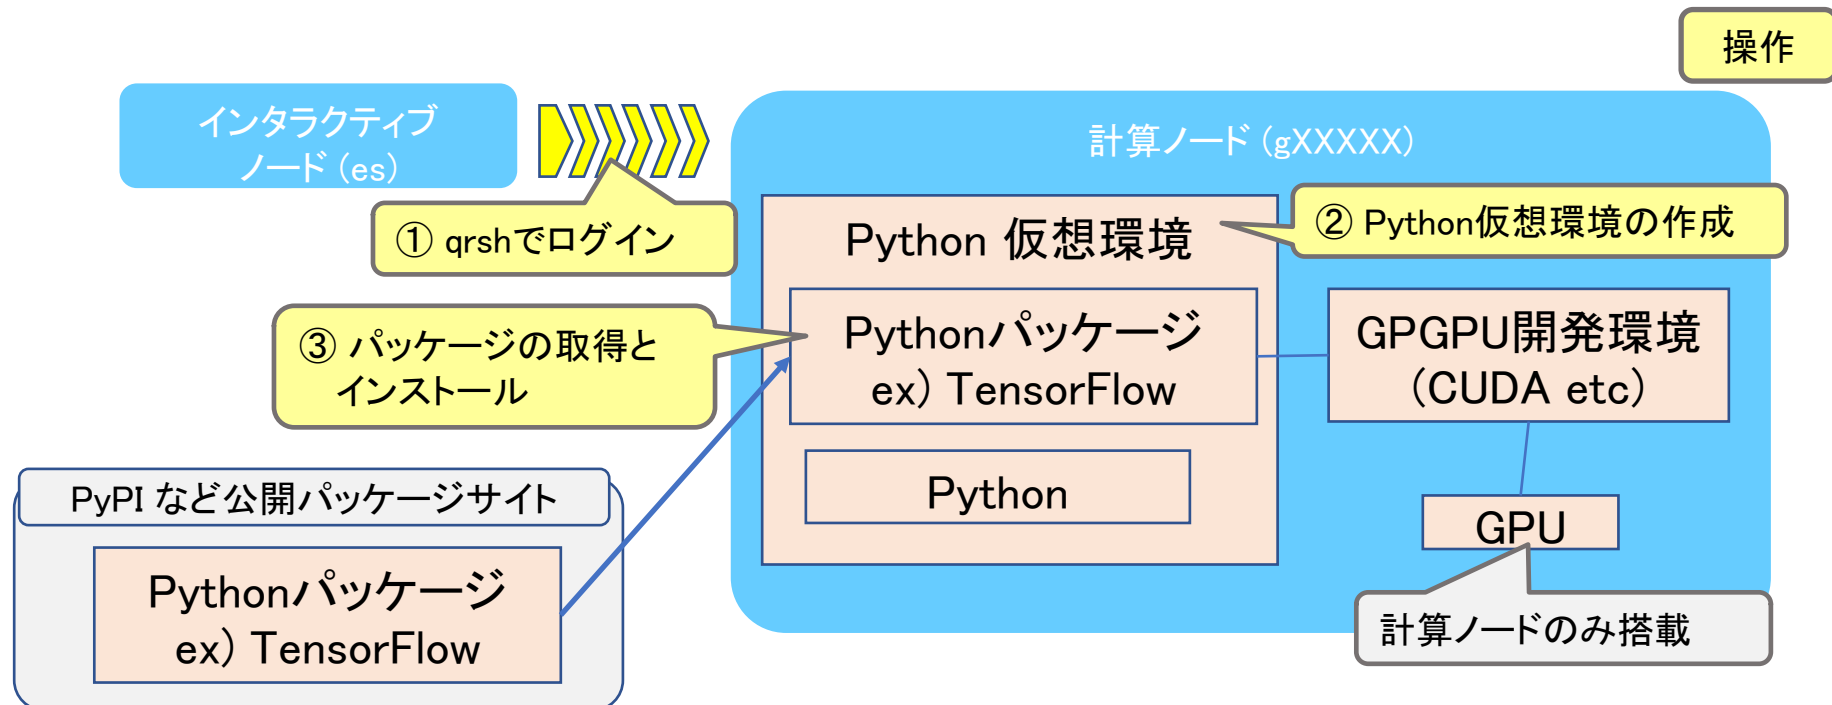 操作
インタラクティブ
ノード (es)
計算ノード (gXXXXX)
① qrshでログイン
Python 仮想環境
② Python仮想環境の作成
③ パッケージの取得と
インストール
Pythonパッケージ
ex) TensorFlow
GPGPU開発環境
(CUDA etc)
Python
PyPI など公開パッケージサイト
GPU
Pythonパッケージ
ex) TensorFlow
計算ノードのみ搭載